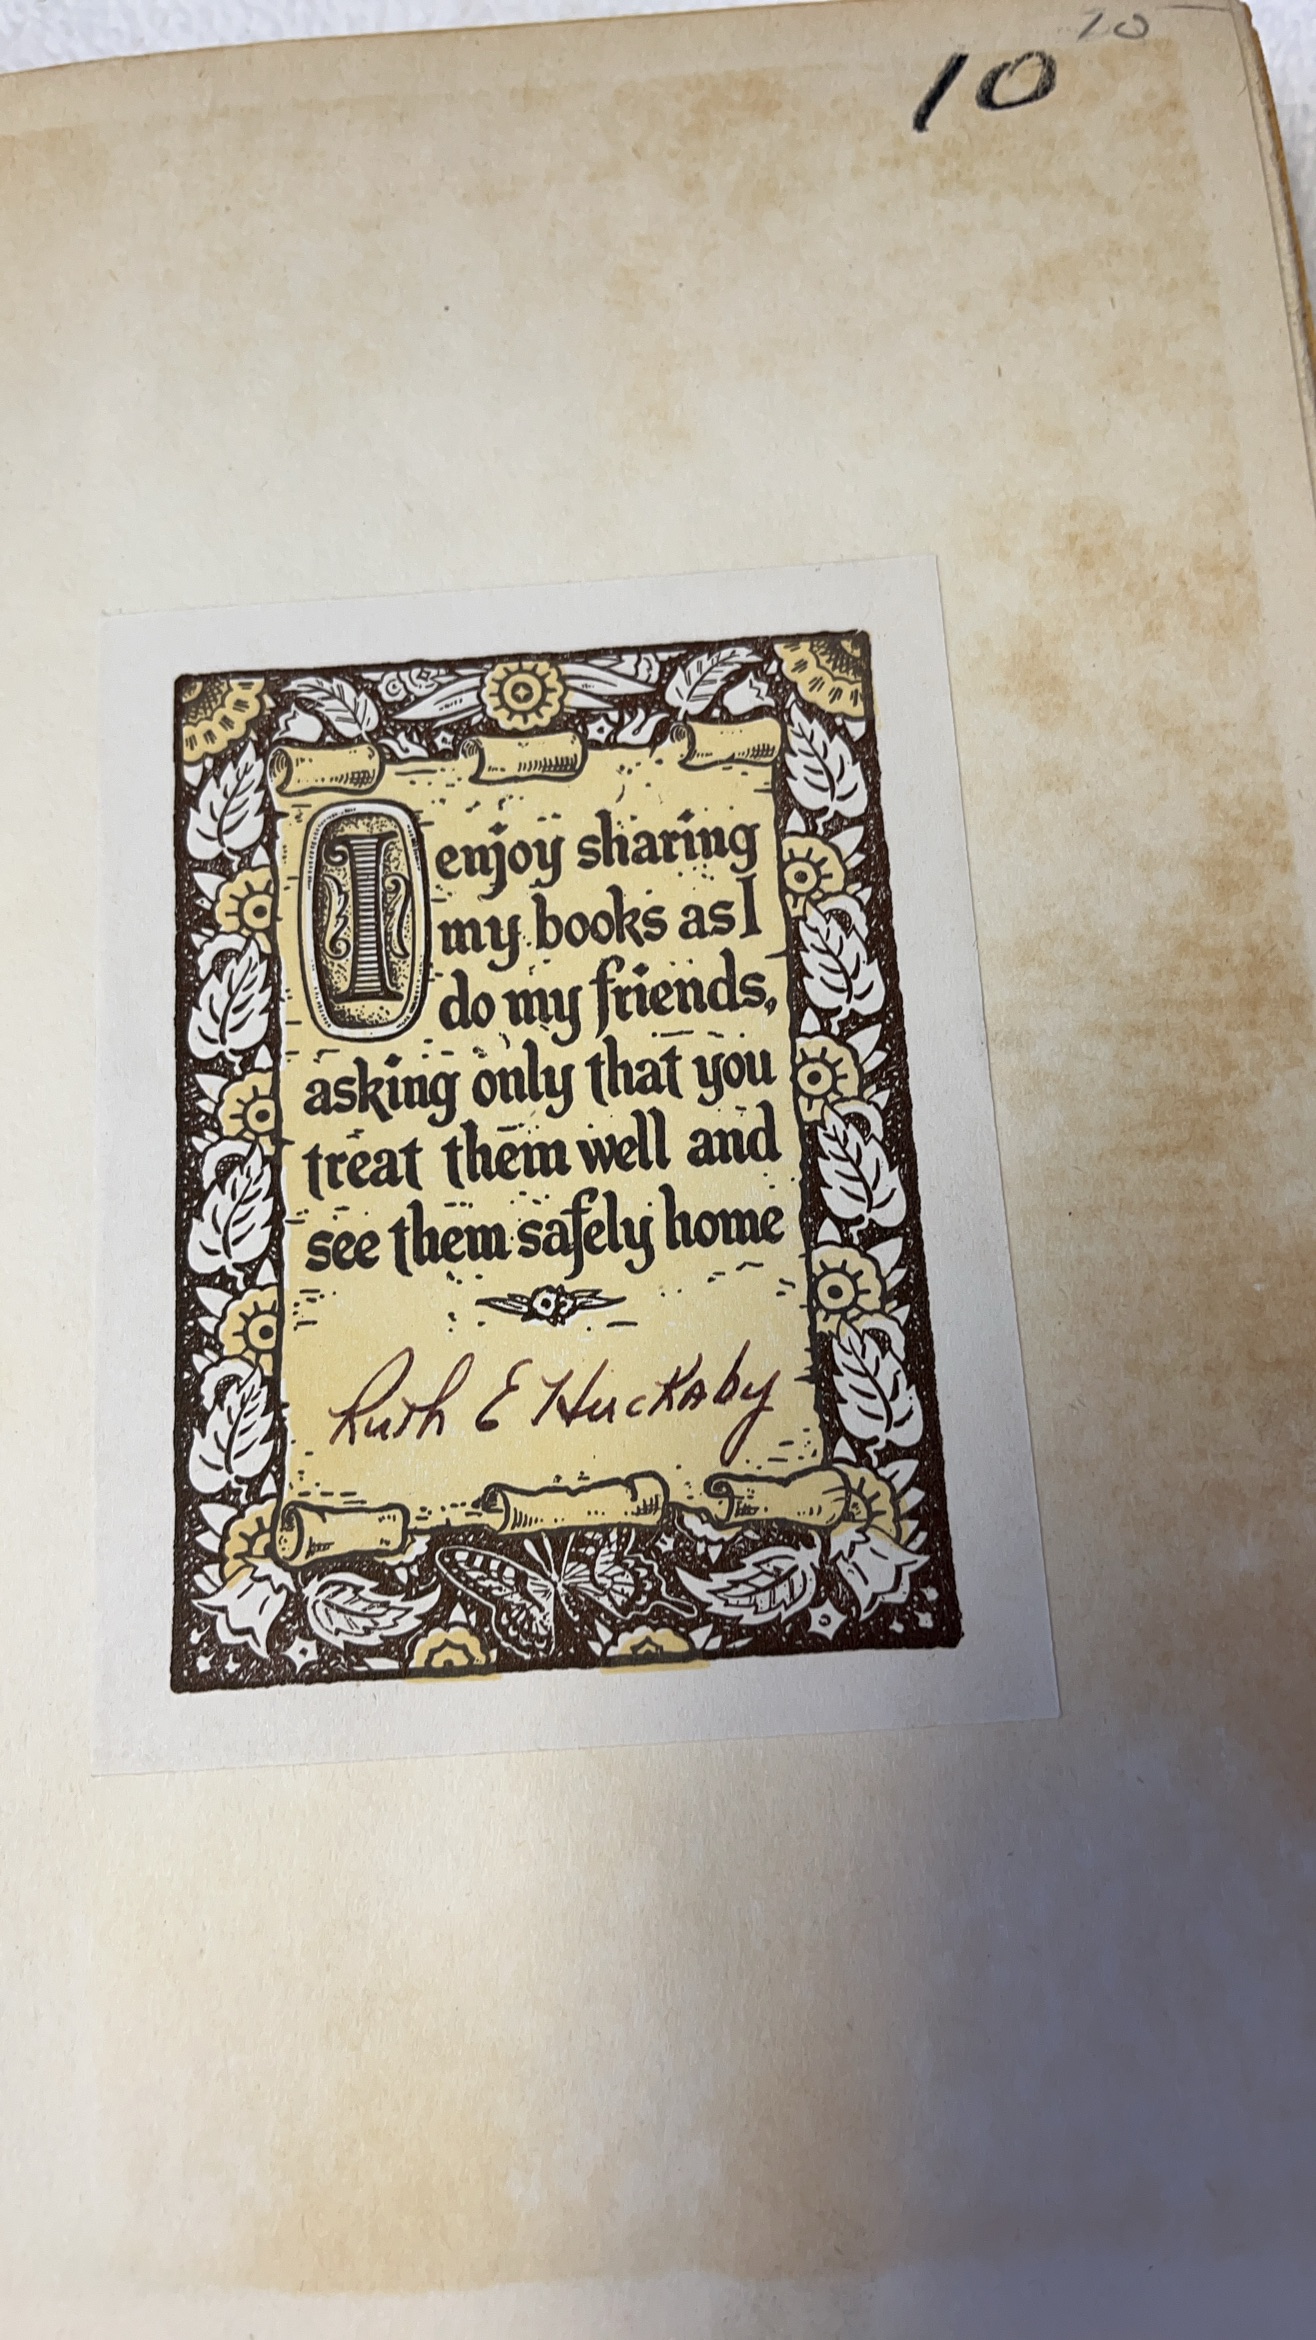 10
10
I enjoy sharing
my books as I
do my friends,
asking only that you
treat them well and
see them safely home
Ruth E Huckaby